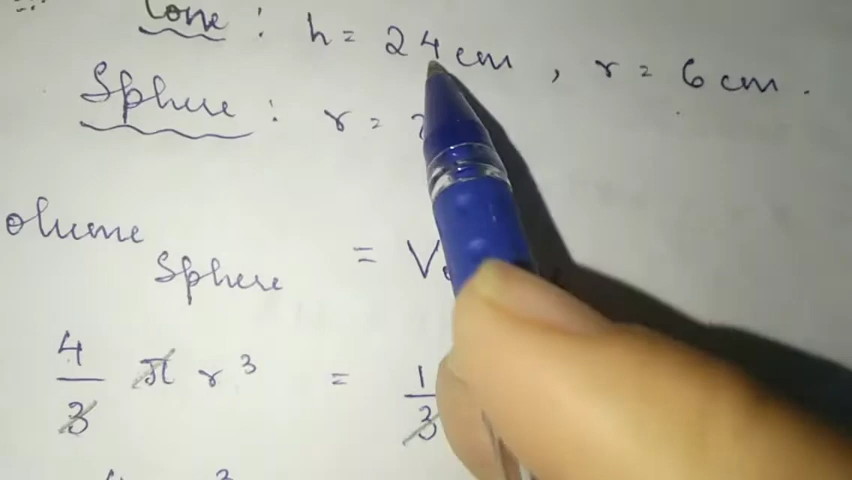 Cone : h = 24 cm , r = 6 cm .
Sphere : r = ?
olume Sphere = V
4/3 π r³ = 1/3